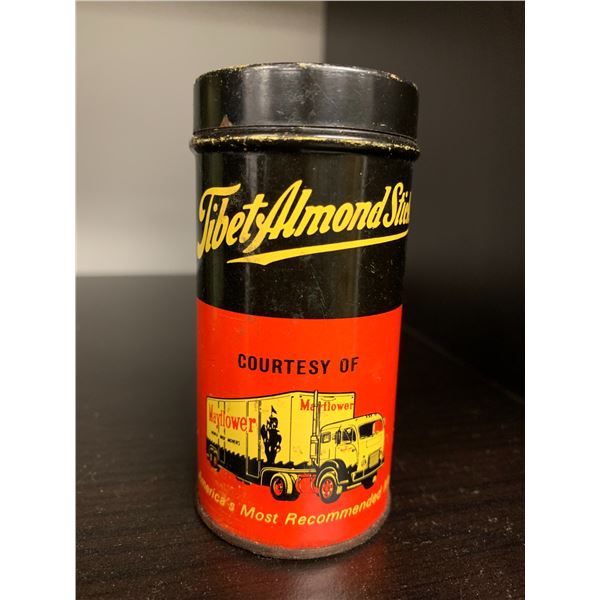 Tibet Almond Stick
COURTESY OF
Mayflower
Mayflower
America's Most Recommended